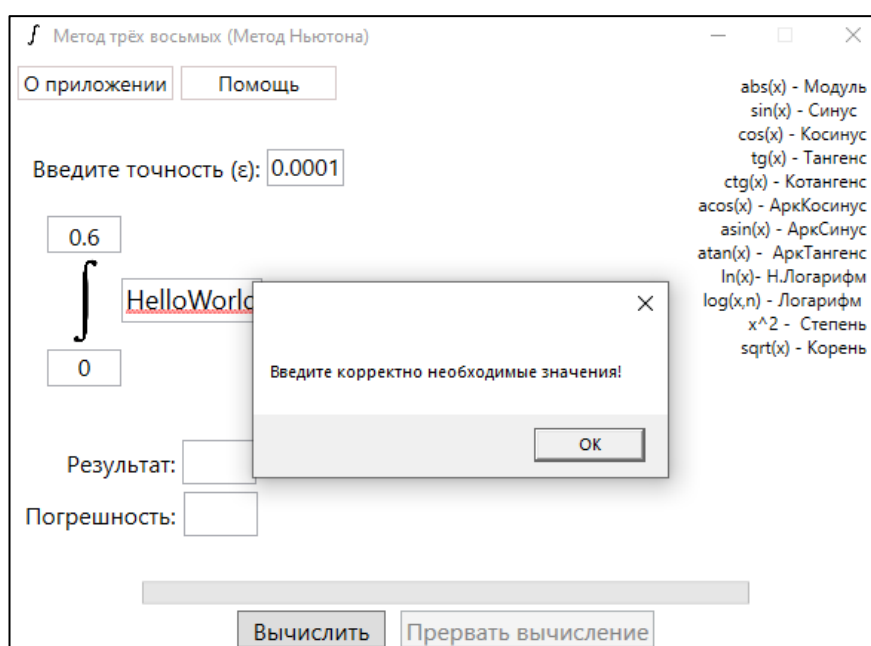 ∫ Метод трёх восьмых (Метод Ньютона)
О приложении Помощь
Введите точность (ε): 0.0001
0.6
∫ HelloWorld
0
Результат:
Погрешность:
Вычислить Прервать вычисление
abs(x) - Модуль
sin(x) - Синус
cos(x) - Косинус
tg(x) - Тангенс
ctg(x) - Котангенс
acos(x) - АркКосинус
asin(x) - АркСинус
atan(x) - АркТангенс
ln(x)- Н.Логарифм
log(x,n) - Логарифм
x^2 - Степень
sqrt(x) - Корень
Введите корректно необходимые значения!
ОК